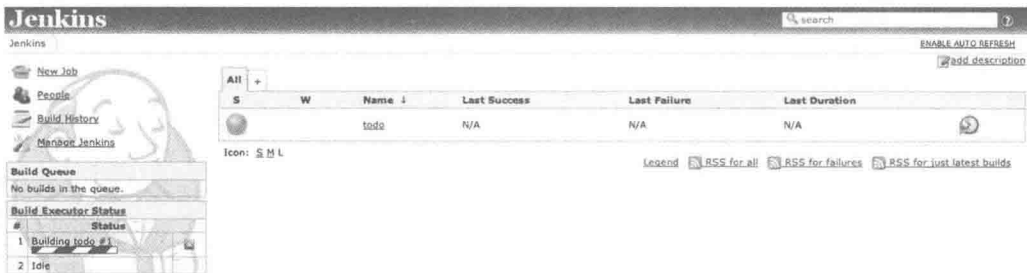 Jenkins
search
Jenkins
ENABLE AUTO REFRESH
add description
New Job
People
Build History
Manage Jenkins
All +
S W Name ↓ Last Success Last Failure Last Duration
todo N/A N/A N/A
Icon: S M L
Legend RSS for all RSS for failures RSS for just latest builds
Build Queue
No builds in the queue.
Build Executor Status
# Status
1 Building todo #1
2 Idle